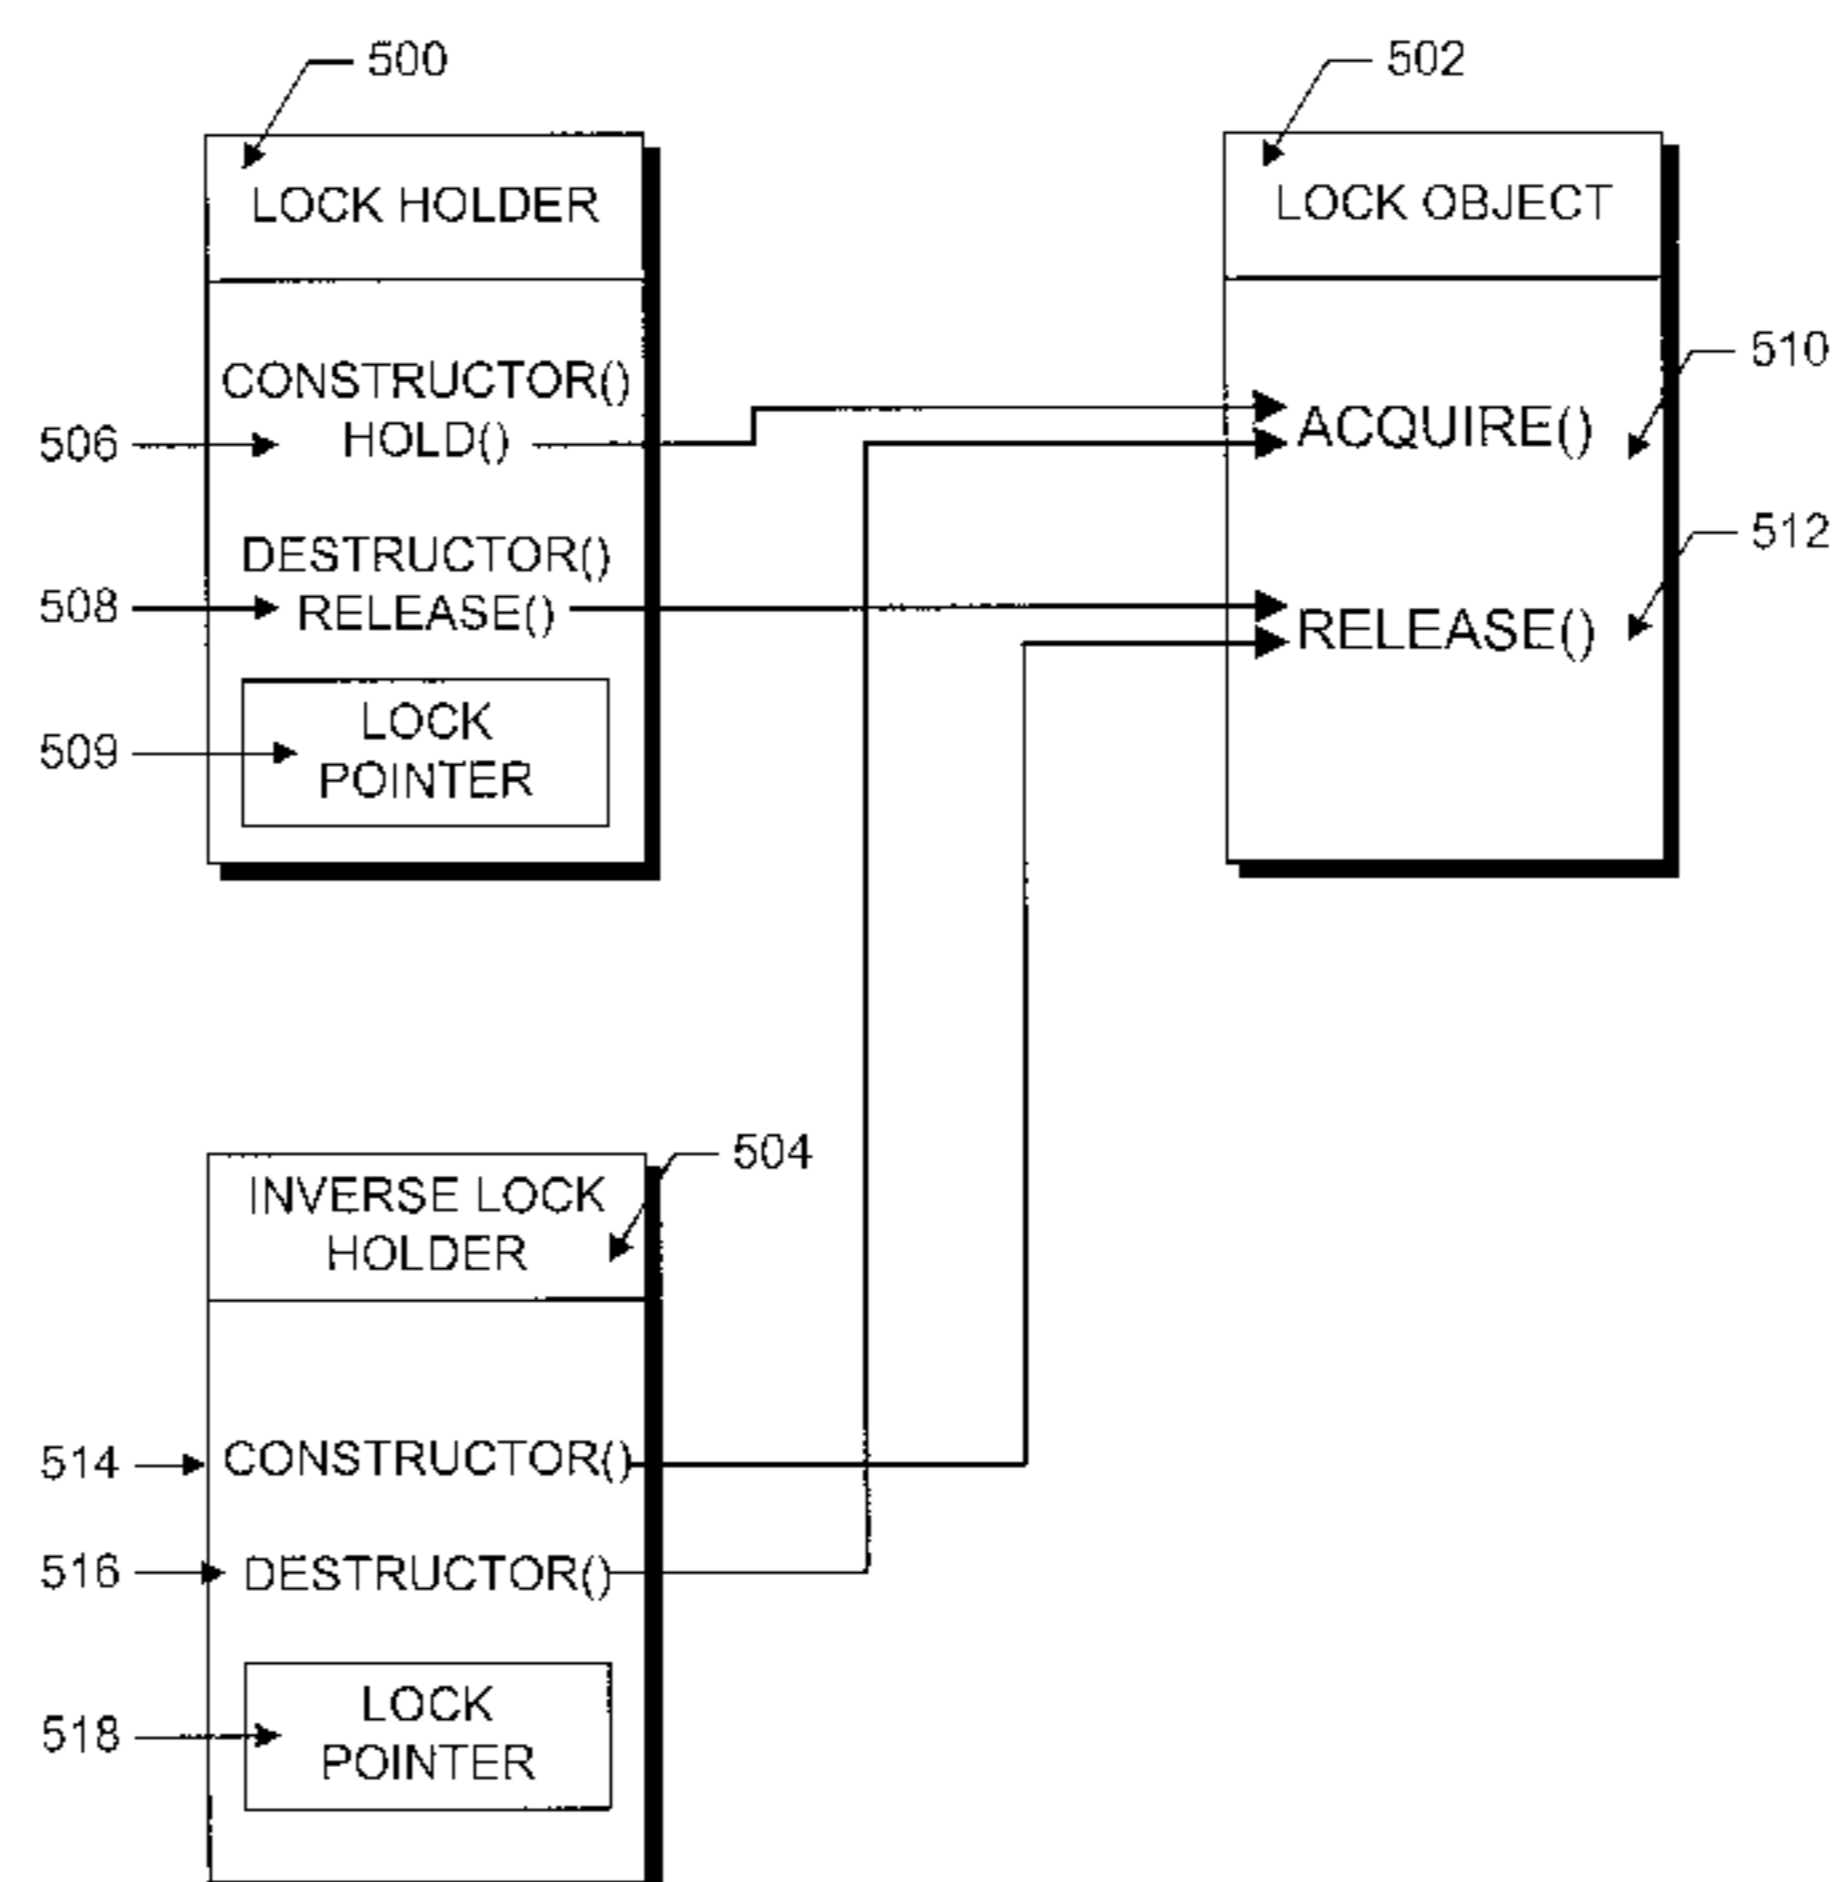 500
502
LOCK HOLDER
LOCK OBJECT
CONSTRUCTOR()
HOLD()
506
DESTRUCTOR()
RELEASE()
508
LOCK
POINTER
509
510
ACQUIRE()
512
RELEASE()
504
INVERSE LOCK
HOLDER
514
CONSTRUCTOR()
516
DESTRUCTOR()
518
LOCK
POINTER